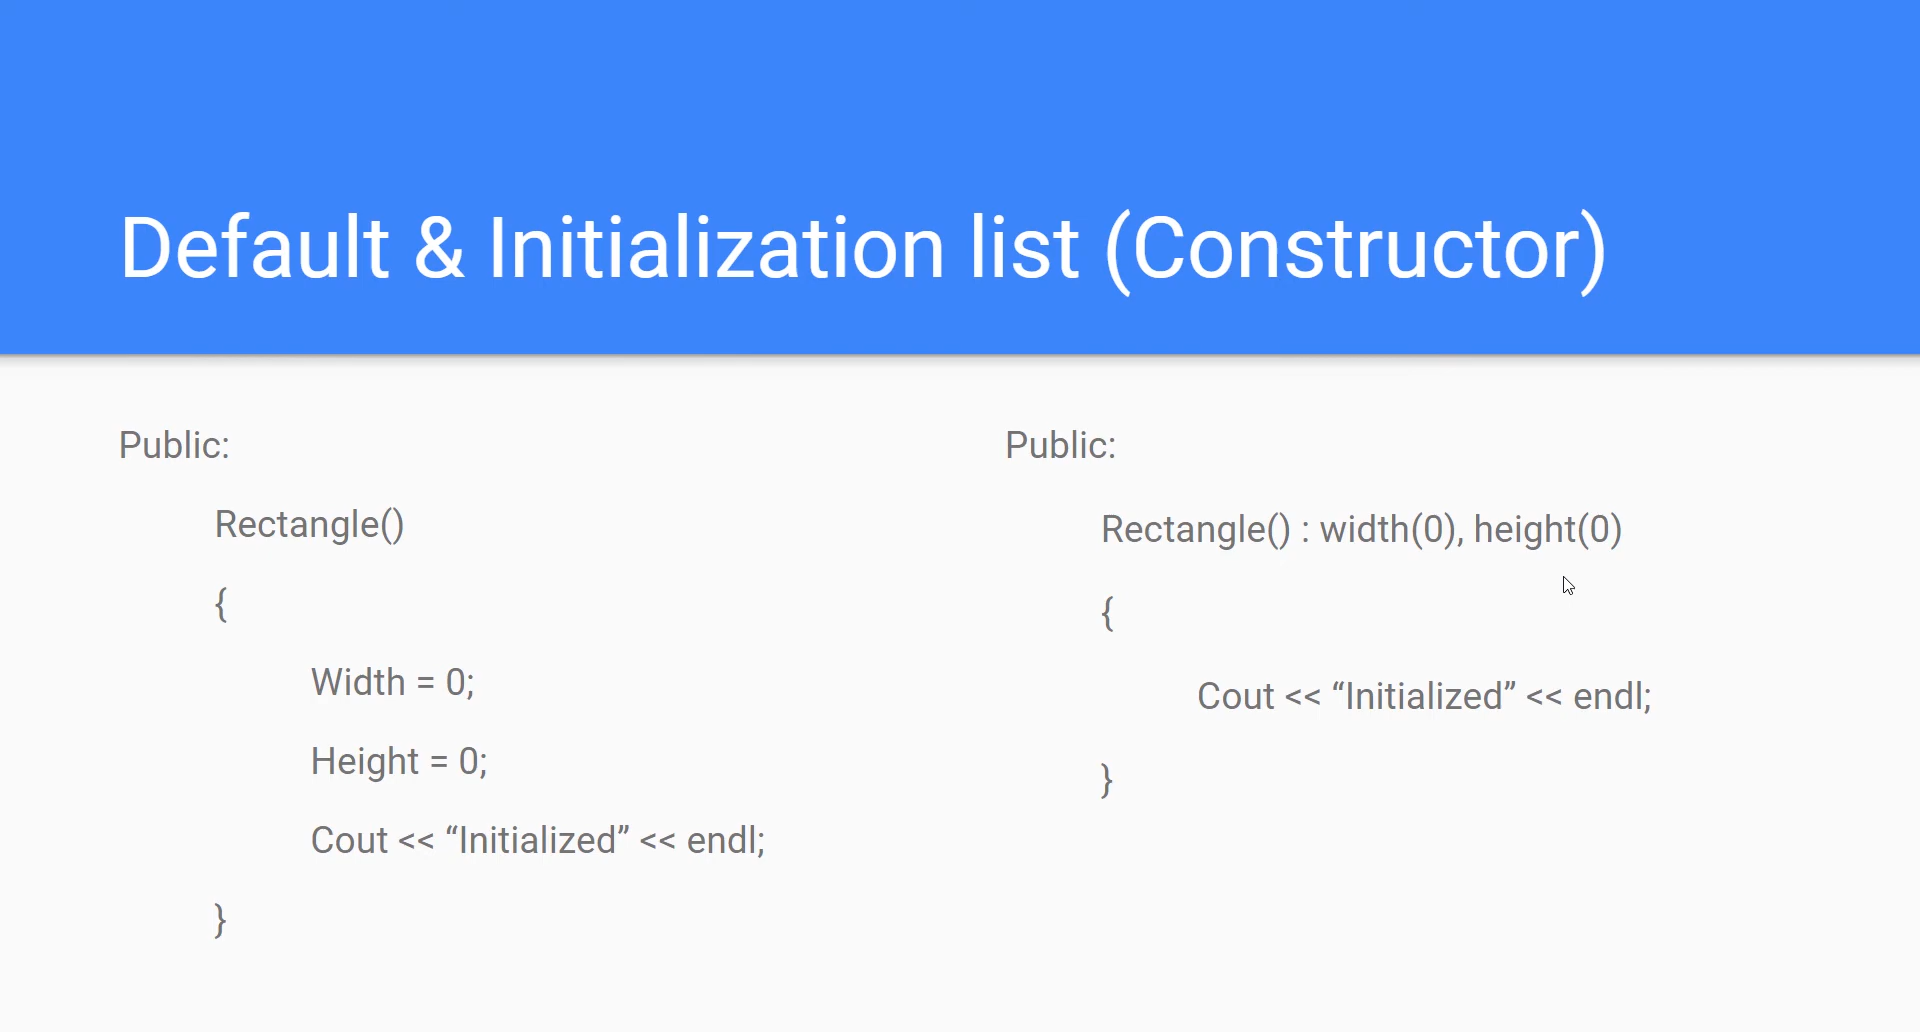 Default & Initialization list (Constructor)
Public:
Rectangle()
{
Width = 0;
Height = 0;
Cout << “Initialized” << endl;
}
Public:
Rectangle() : width(0), height(0)
{
Cout << “Initialized” << endl;
}